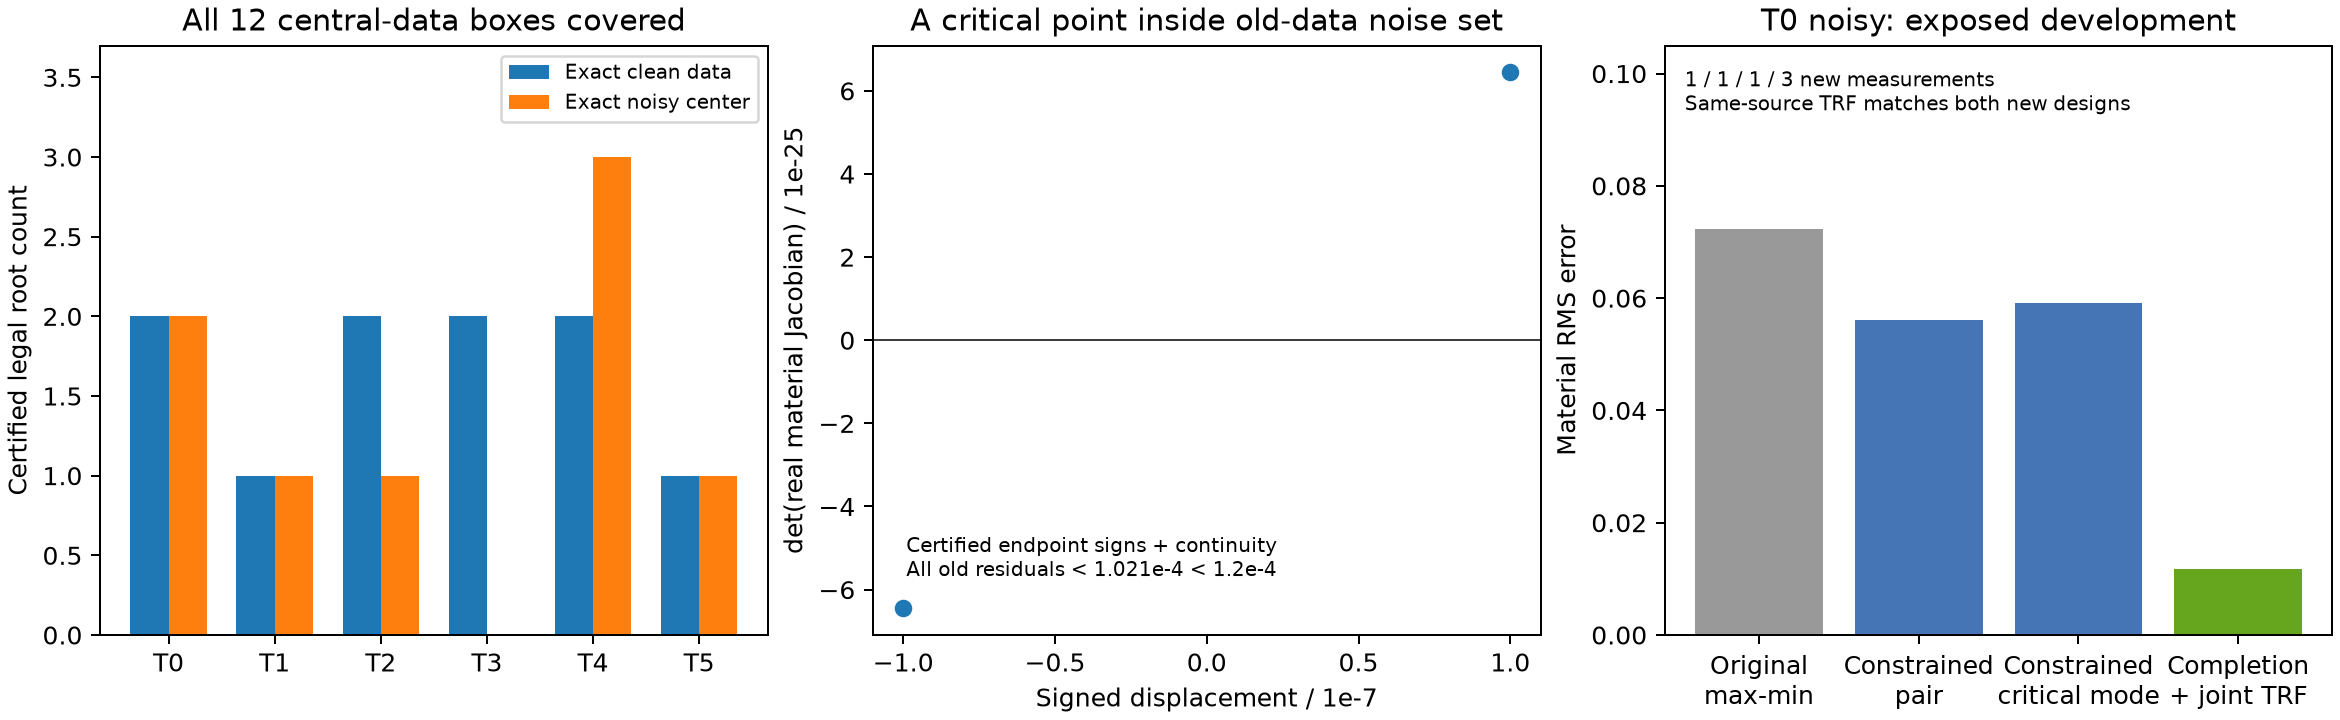 All 12 central-data boxes covered
Certified legal root count
3.5
3.0
2.5
2.0
1.5
1.0
0.5
0.0
Exact clean data
Exact noisy center
T0
T1
T2
T3
T4
T5
A critical point inside old-data noise set
det(real material Jacobian) / 1e-25
6
4
2
0
−2
−4
−6
Certified endpoint signs + continuity
All old residuals < 1.021e-4 < 1.2e-4
−1.0
−0.5
0.0
0.5
1.0
Signed displacement / 1e-7
T0 noisy: exposed development
Material RMS error
0.10
0.08
0.06
0.04
0.02
0.00
1 / 1 / 1 / 3 new measurements
Same-source TRF matches both new designs
Original
max-min
Constrained
pair
Constrained
critical mode
Completion
+ joint TRF